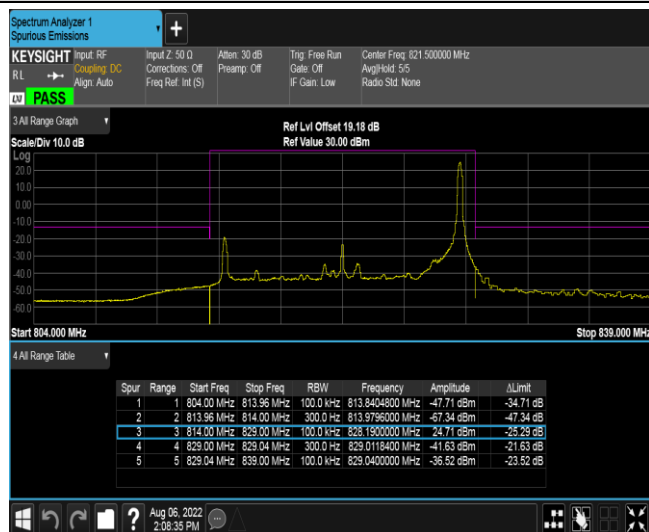 Spectrum Analyzer 1
Spurious Emissions
+
KEYSIGHT Input: RF Input Z: 50 Ω Atten: 30 dB Trig: Free Run Center Freq: 821.500000 MHz
RL Coupling: DC Corrections: Off Preamp: Off Gate: Off Avg|Hold: 5/5
Align: Auto Freq Ref: Int (S) IF Gain: Low Radio Std: None
LXI PASS
3 All Range Graph
Ref Lvl Offset 19.18 dB
Scale/Div 10.0 dB Ref Value 30.00 dBm
Log
20.0
10.0
0.00
-10.0
-20.0
-30.0
-40.0
-50.0
-60.0
Start 804.000 MHz Stop 839.000 MHz
4 All Range Table
Spur Range Start Freq Stop Freq RBW Frequency Amplitude ΔLimit
1 1 804.00 MHz 813.96 MHz 100.0 kHz 813.8404800 MHz -47.71 dBm -34.71 dB
2 2 813.96 MHz 814.00 MHz 300.0 Hz 813.9796000 MHz -67.34 dBm -47.34 dB
3 3 814.00 MHz 829.00 MHz 100.0 kHz 828.1900000 MHz 24.71 dBm -25.29 dB
4 4 829.00 MHz 829.04 MHz 300.0 Hz 829.0118400 MHz -41.63 dBm -21.63 dB
5 5 829.04 MHz 839.00 MHz 100.0 kHz 829.0400000 MHz -36.52 dBm -23.52 dB
? Aug 06, 2022
2:08:35 PM